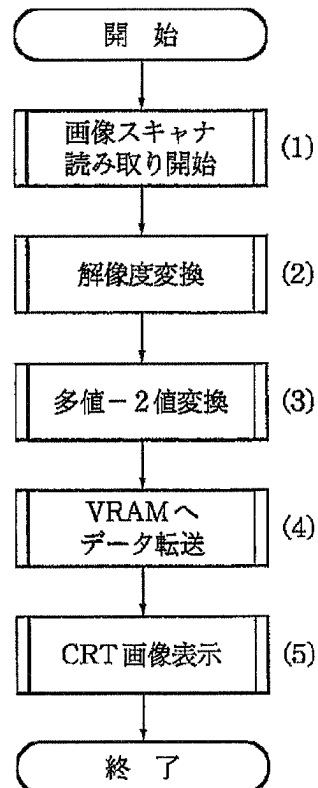 開始
画像スキャナ
読み取り開始
(1)
解像度変換
(2)
多値-2値変換
(3)
VRAMへ
データ転送
(4)
CRT画像表示
(5)
終了